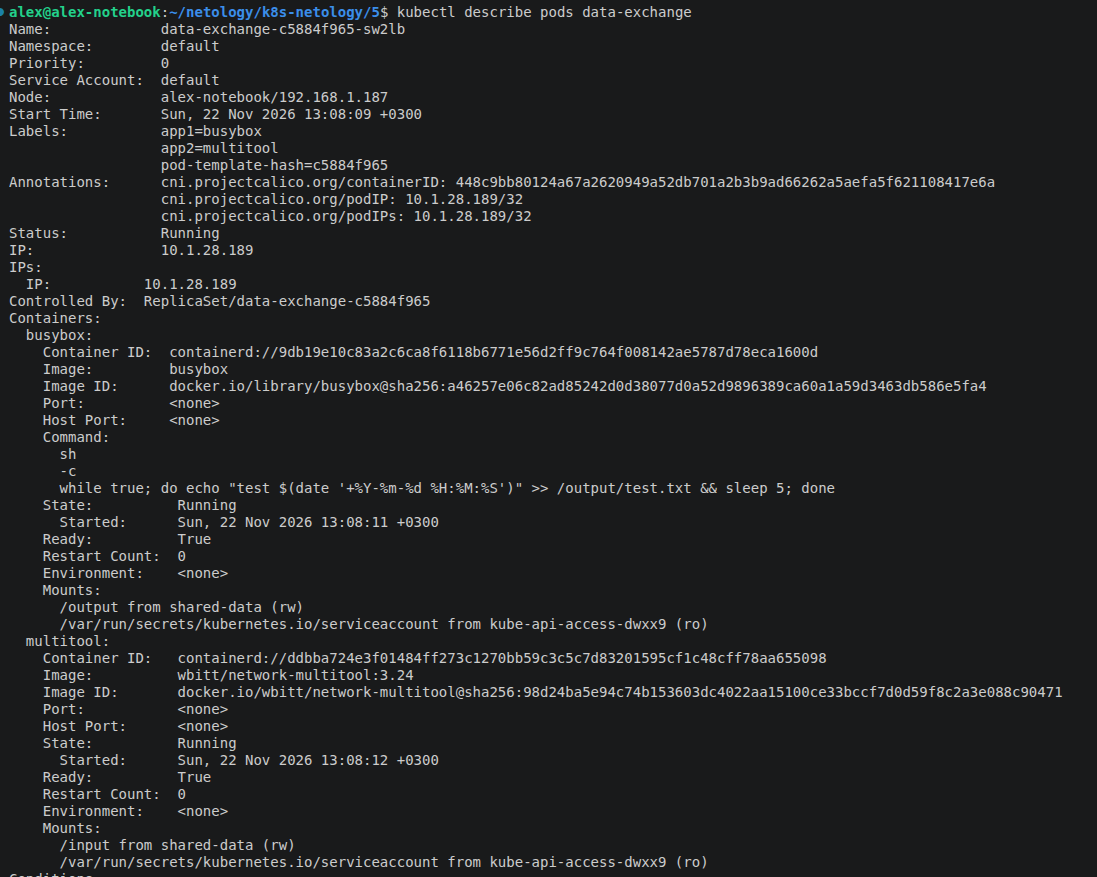 alex@alex-notebook:~/netology/k8s-netology/5$ kubectl describe pods data-exchange
Name:             data-exchange-c5884f965-sw2lb
Namespace:        default
Priority:         0
Service Account:  default
Node:             alex-notebook/192.168.1.187
Start Time:       Sun, 22 Nov 2026 13:08:09 +0300
Labels:           app1=busybox
                  app2=multitool
                  pod-template-hash=c5884f965
Annotations:      cni.projectcalico.org/containerID: 448c9bb80124a67a2620949a52db701a2b3b9ad66262a5aefa5f621108417e6a
                  cni.projectcalico.org/podIP: 10.1.28.189/32
                  cni.projectcalico.org/podIPs: 10.1.28.189/32
Status:           Running
IP:               10.1.28.189
IPs:
  IP:           10.1.28.189
Controlled By:  ReplicaSet/data-exchange-c5884f965
Containers:
  busybox:
    Container ID:  containerd://9db19e10c83a2c6ca8f6118b6771e56d2ff9c764f008142ae5787d78eca1600d
    Image:         busybox
    Image ID:      docker.io/library/busybox@sha256:a46257e06c82ad85242d0d38077d0a52d9896389ca60a1a59d3463db586e5fa4
    Port:          <none>
    Host Port:     <none>
    Command:
      sh
      -c
      while true; do echo "test $(date '+%Y-%m-%d %H:%M:%S')" >> /output/test.txt && sleep 5; done
    State:          Running
      Started:      Sun, 22 Nov 2026 13:08:11 +0300
    Ready:          True
    Restart Count:  0
    Environment:    <none>
    Mounts:
      /output from shared-data (rw)
      /var/run/secrets/kubernetes.io/serviceaccount from kube-api-access-dwxx9 (ro)
  multitool:
    Container ID:   containerd://ddbba724e3f01484ff273c1270bb59c3c5c7d83201595cf1c48cff78aa655098
    Image:          wbitt/network-multitool:3.24
    Image ID:       docker.io/wbitt/network-multitool@sha256:98d24ba5e94c74b153603dc4022aa15100ce33bccf7d0d59f8c2a3e088c90471
    Port:           <none>
    Host Port:      <none>
    State:          Running
      Started:      Sun, 22 Nov 2026 13:08:12 +0300
    Ready:          True
    Restart Count:  0
    Environment:    <none>
    Mounts:
      /input from shared-data (rw)
      /var/run/secrets/kubernetes.io/serviceaccount from kube-api-access-dwxx9 (ro)